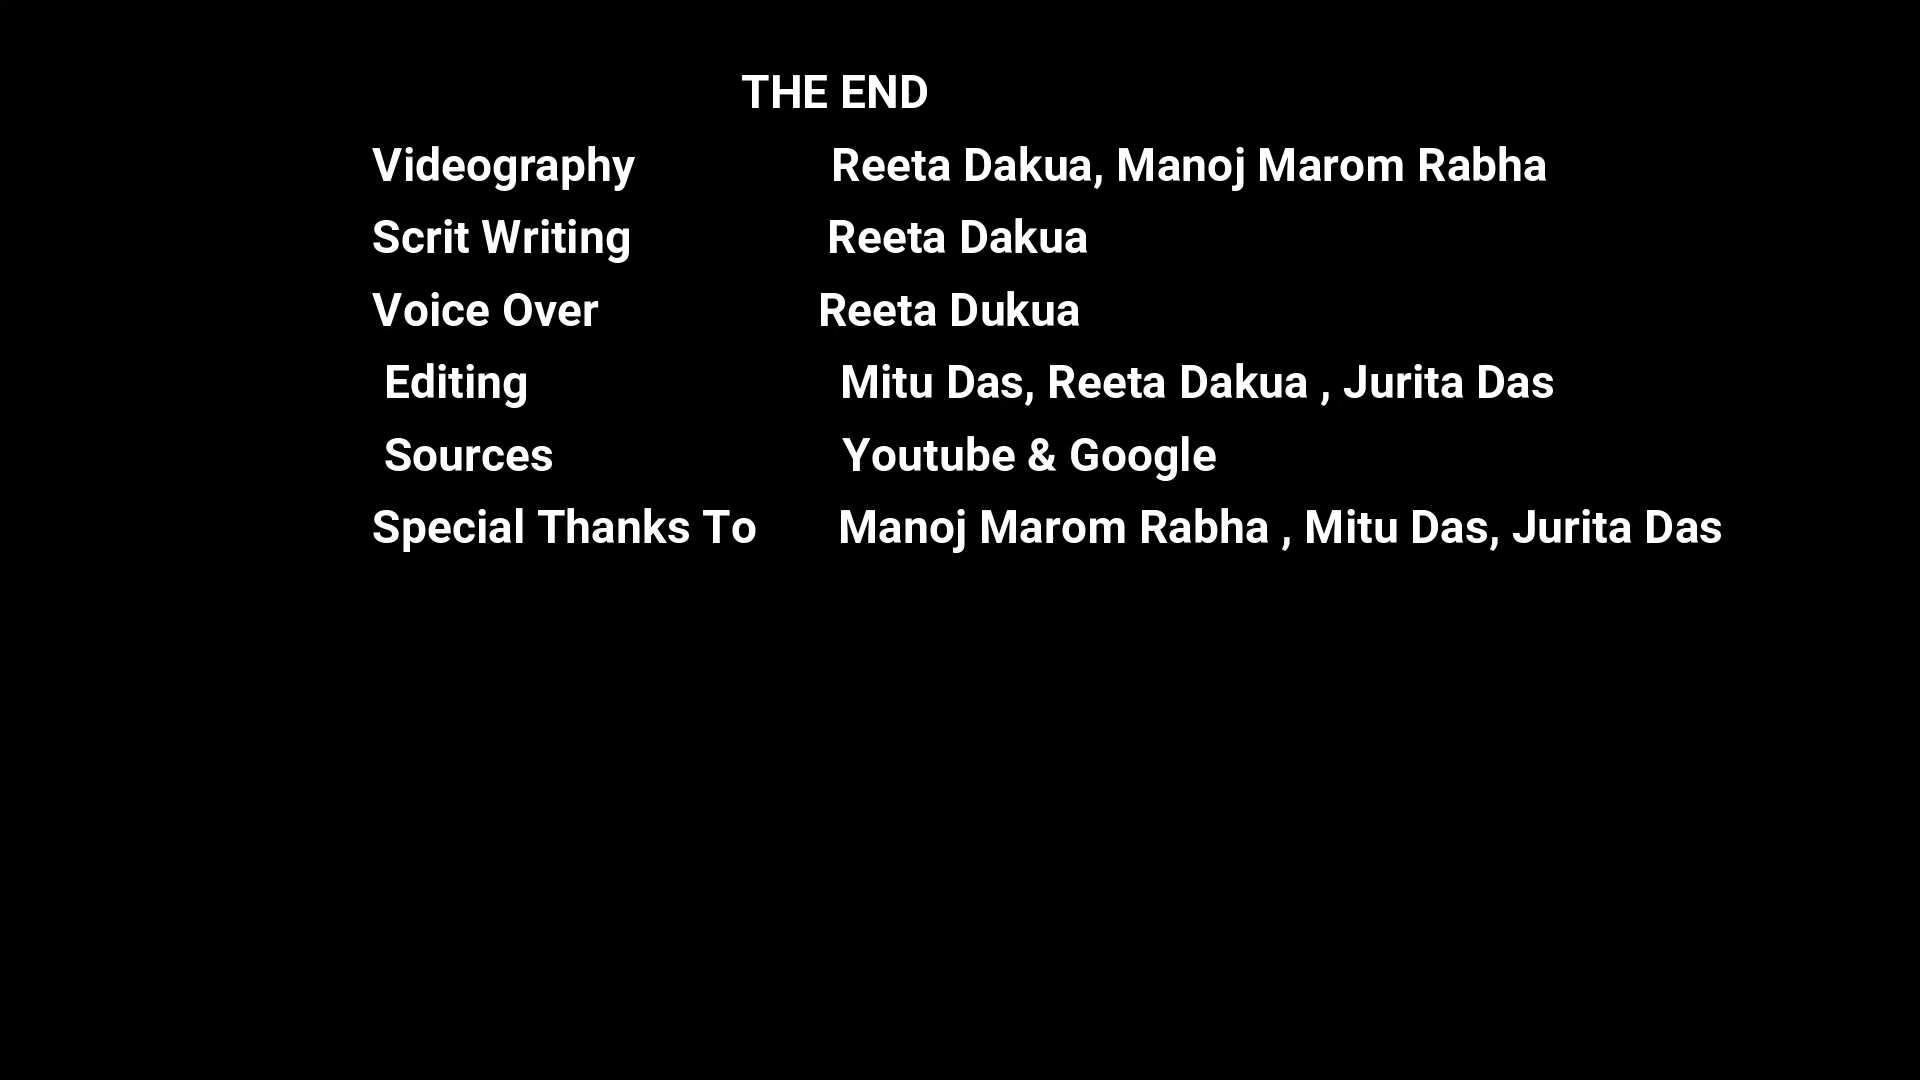 THE END
Videography Reeta Dakua, Manoj Marom Rabha
Scrit Writing Reeta Dakua
Voice Over Reeta Dukua
Editing Mitu Das, Reeta Dakua , Jurita Das
Sources Youtube & Google
Special Thanks To Manoj Marom Rabha , Mitu Das, Jurita Das